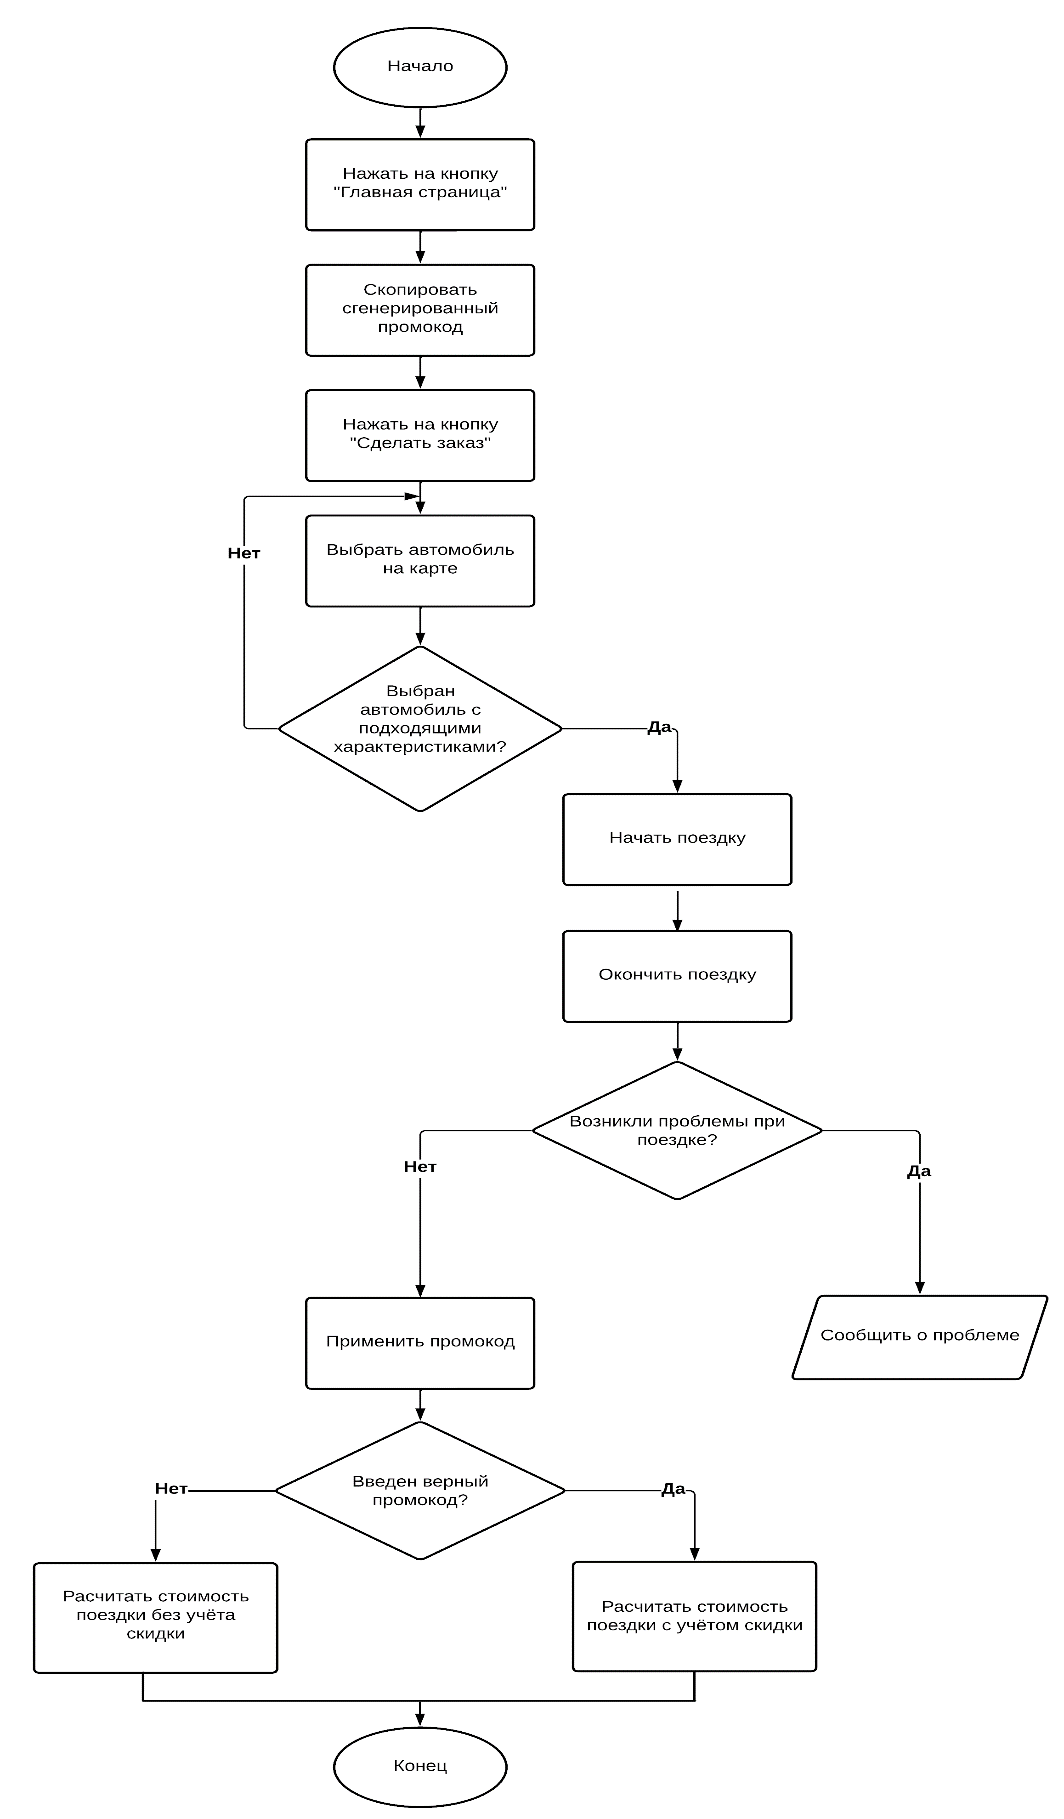 Начало
Нажать на кнопку
"Главная страница"
Скопировать
сгенерированный
промокод
Нажать на кнопку
"Сделать заказ"
Нет
Выбрать автомобиль
на карте
Выбран
автомобиль с
подходящими
характеристиками?
Да
Начать поездку
Окончить поездку
Возникли проблемы при
поездке?
Нет
Да
Применить промокод
Сообщить о проблеме
Введен верный
промокод?
Нет
Да
Расчитать стоимость
поездки без учёта
скидки
Расчитать стоимость
поездки с учётом скидки
Конец